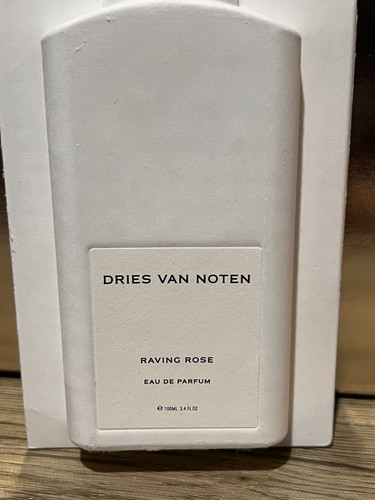 DRIES VAN NOTEN
RAVING ROSE
EAU DE PARFUM
℮ 100ML 3.4 FL OZ